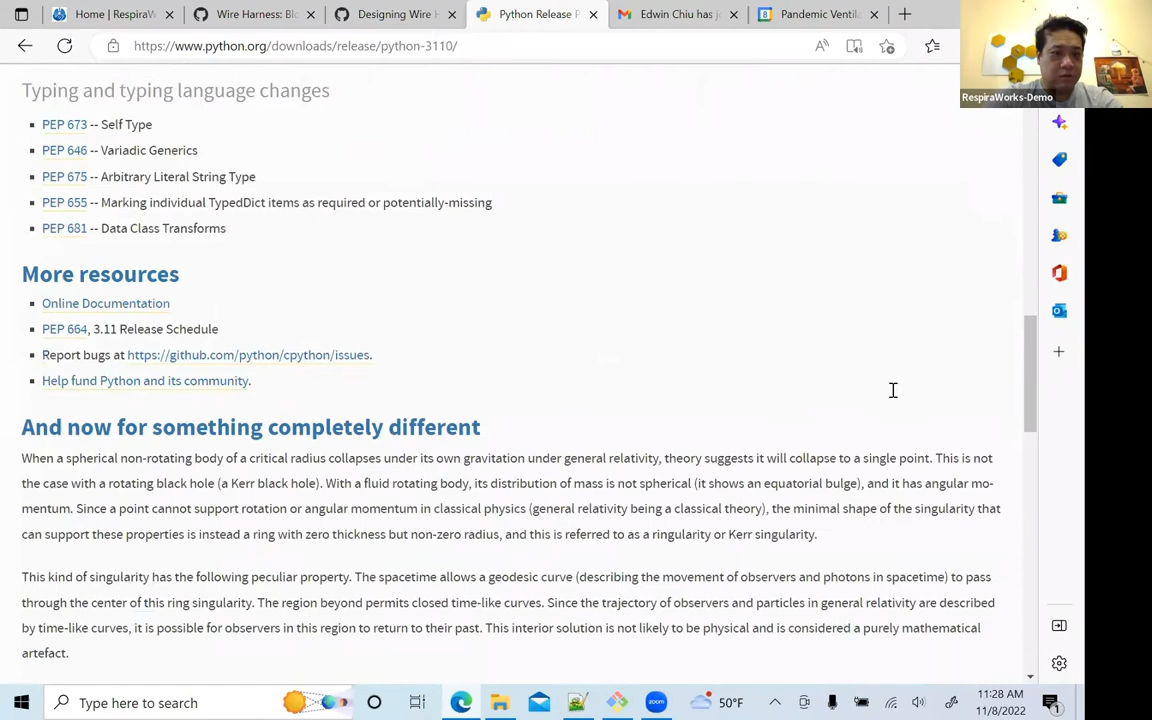 Home | RespiraW
Wire Harness: Blo
Designing Wire H
Python Release P
Edwin Chiu has j
Pandemic Ventila
https://www.python.org/downloads/release/python-3110/
RespiraWorks-Demo
Typing and typing language changes
PEP 673 -- Self Type
PEP 646 -- Variadic Generics
PEP 675 -- Arbitrary Literal String Type
PEP 655 -- Marking individual TypedDict items as required or potentially-missing
PEP 681 -- Data Class Transforms
More resources
Online Documentation
PEP 664, 3.11 Release Schedule
Report bugs at https://github.com/python/cpython/issues.
Help fund Python and its community.
And now for something completely different
When a spherical non-rotating body of a critical radius collapses under its own gravitation under general relativity, theory suggests it will collapse to a single point. This is not
the case with a rotating black hole (a Kerr black hole). With a fluid rotating body, its distribution of mass is not spherical (it shows an equatorial bulge), and it has angular mo-
mentum. Since a point cannot support rotation or angular momentum in classical physics (general relativity being a classical theory), the minimal shape of the singularity that
can support these properties is instead a ring with zero thickness but non-zero radius, and this is referred to as a ringularity or Kerr singularity.
This kind of singularity has the following peculiar property. The spacetime allows a geodesic curve (describing the movement of observers and photons in spacetime) to pass
through the center of this ring singularity. The region beyond permits closed time-like curves. Since the trajectory of observers and particles in general relativity are described
by time-like curves, it is possible for observers in this region to return to their past. This interior solution is not likely to be physical and is considered a purely mathematical
artefact.
Type here to search
zoom
50°F
11:28 AM
11/8/2022
1